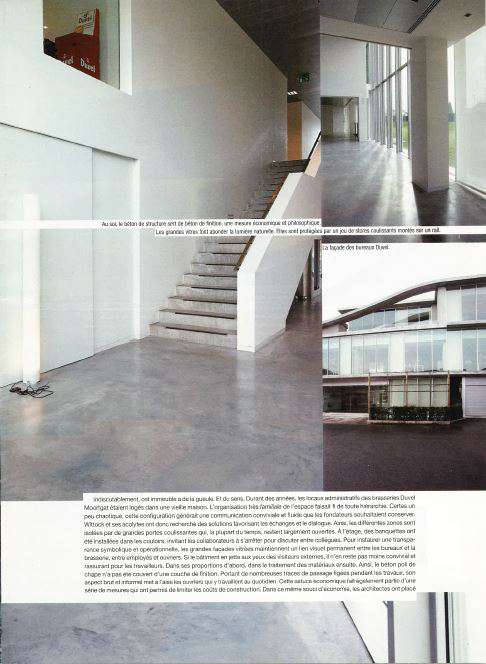 Duvel
Duvel
Au sol, le béton de structure sert de béton de finition, une mesure économique et philosophique.
Les grandes vitres font abonder la lumière naturelle. Elles sont protégées par un jeu de stores coulissants montés sur un rail.
La façade des bureaux Duvel.
Indiscutablement, cet immeuble a de la gueule. Et du sens. Durant des années, les locaux administratifs des brasseries Duvel
Moortgat étaient logés dans une vieille maison. L'organisation très familiale de l'espace faisait fi de toute hiérarchie. Certes un
peu chaotique, cette configuration générait une communication conviviale et fluide que les fondateurs souhaitaient conserver.
Wittock et ses acolytes ont donc recherché des solutions favorisant les échanges et le dialogue. Ainsi, les différentes zones sont
isolées par de grandes portes coulissantes qui, la plupart du temps, restent largement ouvertes. À l'étage, des banquettes ont
été installées dans les couloirs, invitant les collaborateurs à s'arrêter pour discuter entre collègues. Pour instaurer une transpa-
rence symbolique et opérationnelle, les grandes façades vitrées maintiennent un lien visuel permanent entre les bureaux et la
brasserie, entre employés et ouvriers. Si le bâtiment en jette aux yeux des visiteurs externes, il n'en reste pas moins convivial et
rassurant pour les travailleurs. Dans ses proportions d'abord, dans le traitement des matériaux ensuite. Ainsi, le béton poli de
chape n'a pas été couvert d'une couche de finition. Portant de nombreuses traces de passage figées pendant les travaux, son
aspect brut et informel met à l'aise les ouvriers qui y travaillent au quotidien. Cette astuce économique fait également partie d'une
série de mesures qui ont permis de limiter les coûts de construction. Dans ce même souci d'économie, les architectes ont placé